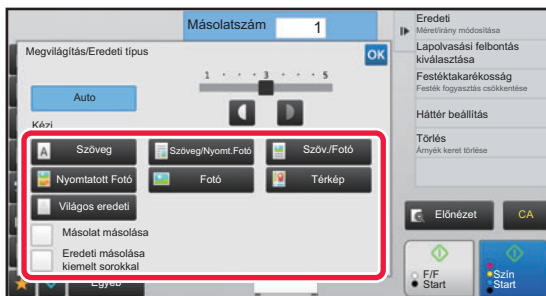 Másolatszám 1
Megvilágítás/Eredeti típus
OK
1 · · · 3 · · · 5
Auto
Kézi
A Szöveg
Szöveg/Nyomt.Fotó
Szöv./Fotó
Nyomtatott Fotó
Fotó
Térkép
Világos eredeti
Másolat másolása
Eredeti másolása
kiemelt sorokkal
Egyéb
Eredeti
Méret/irány módosítása
Lapolvasási felbontás
kiválasztása
Festéktakarékosság
Festék fogyasztás csökkentése
Háttér beállítás
Törlés
Árnyék keret törlése
Előnézet
CA
F/F
Start
Szín
Start